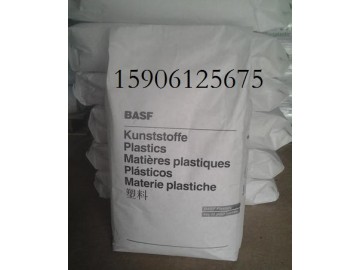 15906125675
BASF
Kunststoffe
Plastics
Matières plastiques
Plásticos
Materie plastiche
塑料